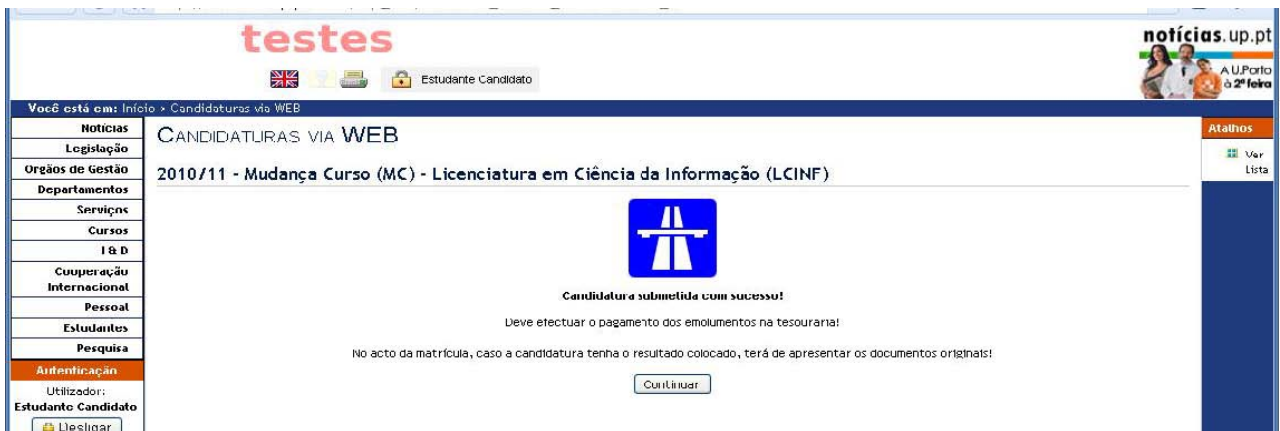 testes
notícias.up.pt
A U.Porto
à 2ª feira
Estudante Candidato
Você está em: Início > Candidaturas via WEB
Notícias
Legislação
Orgãos de Gestão
Departamentos
Serviços
Cursos
I & D
Cooperação
Internacional
Pessoal
Estudantes
Pesquisa
Autenticação
Utilizador:
Estudante Candidato
Desligar
CANDIDATURAS VIA WEB
2010/11 - Mudança Curso (MC) - Licenciatura em Ciência da Informação (LCINF)
Candidatura submetida com sucesso!
Deve efectuar o pagamento dos emolumentos na tesouraria!
No acto da matrícula, caso a candidatura tenha o resultado colocado, terá de apresentar os documentos originais!
Continuar
Atalhos
Ver
Lista